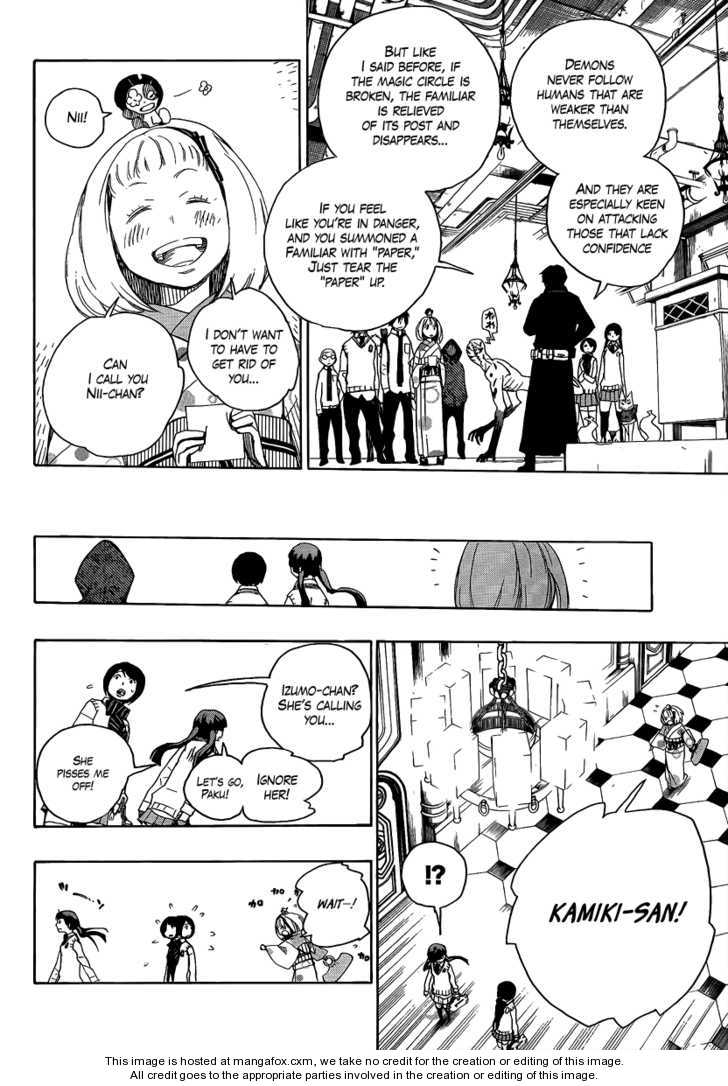 DEMONS
NEVER FOLLOW
HUMANS THAT ARE
WEAKER THAN
THEMSELVES.
AND THEY ARE
ESPECIALLY KEEN
ON ATTACKING
THOSE THAT LACK
CONFIDENCE
BUT LIKE
I SAID BEFORE, IF
THE MAGIC CIRCLE IS
BROKEN, THE FAMILIAR
IS RELIEVED
OF ITS POST AND
DISAPPEARS...
IF YOU FEEL
LIKE YOU'RE IN DANGER,
AND YOU SUMMONED A
FAMILIAR WITH "PAPER,"
JUST TEAR THE
"PAPER" UP.
NII!
I DON'T WANT
TO HAVE TO
GET RID OF
YOU...
CAN
I CALL YOU
NII-CHAN?
KAMIKI-SAN!
!?
IZUMO-CHAN?
SHE'S CALLING
YOU...
IGNORE
HER!
LET'S GO,
PAKU!
SHE
PISSES ME
OFF!
WAIT—!
カロ
カロ
This image is hosted at mangafox.cxm, we take no credit for the creation or editing of this image.
All credit goes to the appropriate parties involved in the creation or editing of this image.